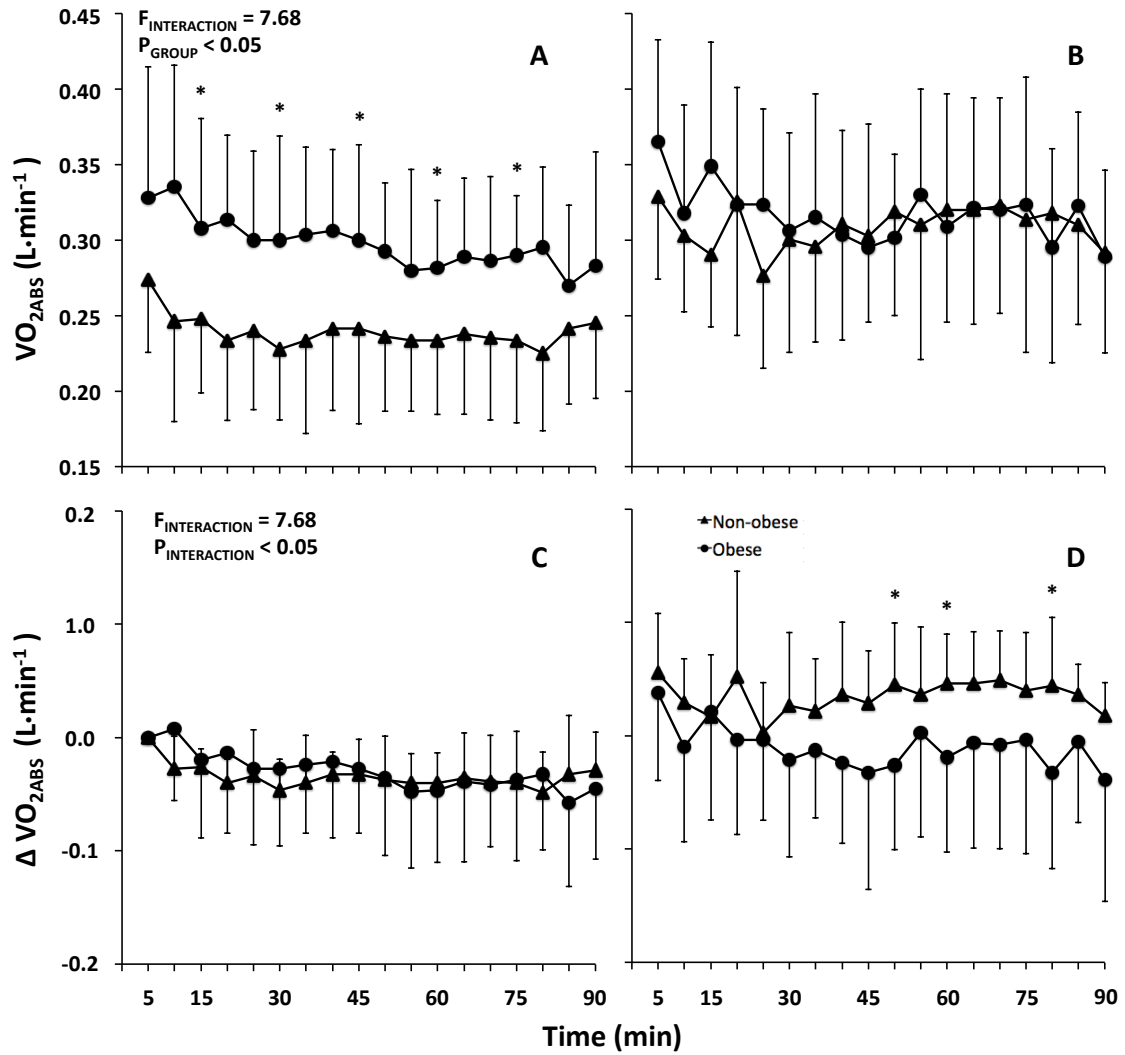 F_INTERACTION = 7.68
P_GROUP < 0.05
A
B
0.45
0.40
0.35
0.30
0.25
0.20
0.15
VO_2ABS (L·min^-1)
* * * * *
F_INTERACTION = 7.68
P_INTERACTION < 0.05
C
Non-obese
Obese
D
* * *
0.2
1.0
0.0
-0.1
-0.2
Δ VO_2ABS (L·min^-1 )
5 15 30 45 60 75 90
5 15 30 45 60 75 90
Time (min)